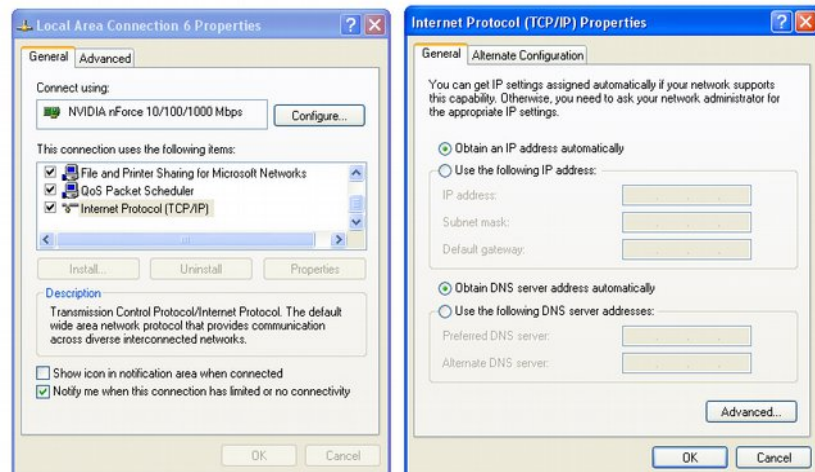 Local Area Connection 6 Properties
General
Advanced
Connect using:
NVIDIA nForce 10/100/1000 Mbps
Configure...
This connection uses the following items:
File and Printer Sharing for Microsoft Networks
QoS Packet Scheduler
Internet Protocol (TCP/IP)
Install...
Uninstall
Properties
Description
Transmission Control Protocol/Internet Protocol. The default
wide area network protocol that provides communication
across diverse interconnected networks.
Show icon in notification area when connected
Notify me when this connection has limited or no connectivity
OK
Cancel
Internet Protocol (TCP/IP) Properties
General
Alternate Configuration
You can get IP settings assigned automatically if your network supports
this capability. Otherwise, you need to ask your network administrator for
the appropriate IP settings.
Obtain an IP address automatically
Use the following IP address:
IP address:
Subnet mask:
Default gateway:
Obtain DNS server address automatically
Use the following DNS server addresses:
Preferred DNS server:
Alternate DNS server:
Advanced...
OK
Cancel